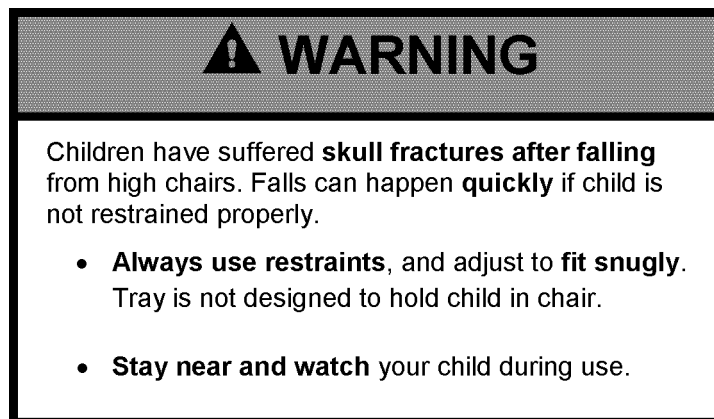 ⚠ WARNING
Children have suffered skull fractures after falling
from high chairs. Falls can happen quickly if child is
not restrained properly.
• Always use restraints, and adjust to fit snugly.
Tray is not designed to hold child in chair.
• Stay near and watch your child during use.